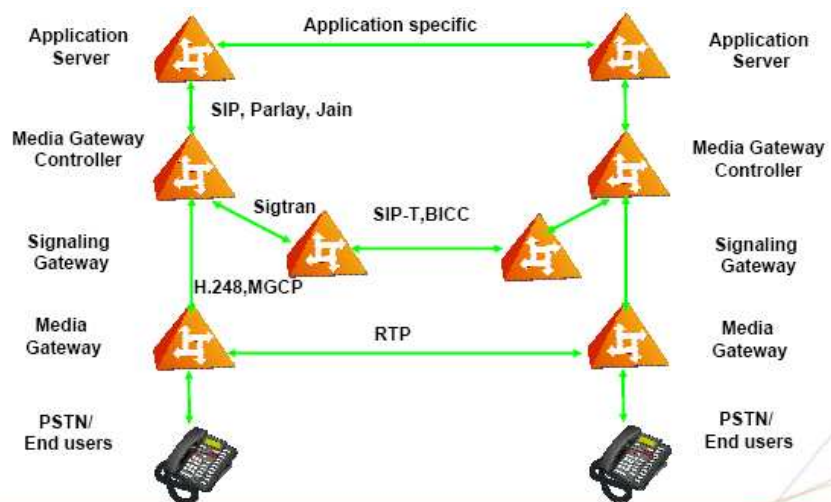 Application specific
Application
Server
Application
Server
SIP, Parlay, Jain
Media Gateway
Controller
Media Gateway
Controller
Sigtran
SIP-T,BICC
Signaling
Gateway
Signaling
Gateway
H.248,MGCP
Media
Gateway
RTP
Media
Gateway
PSTN/
End users
PSTN/
End users